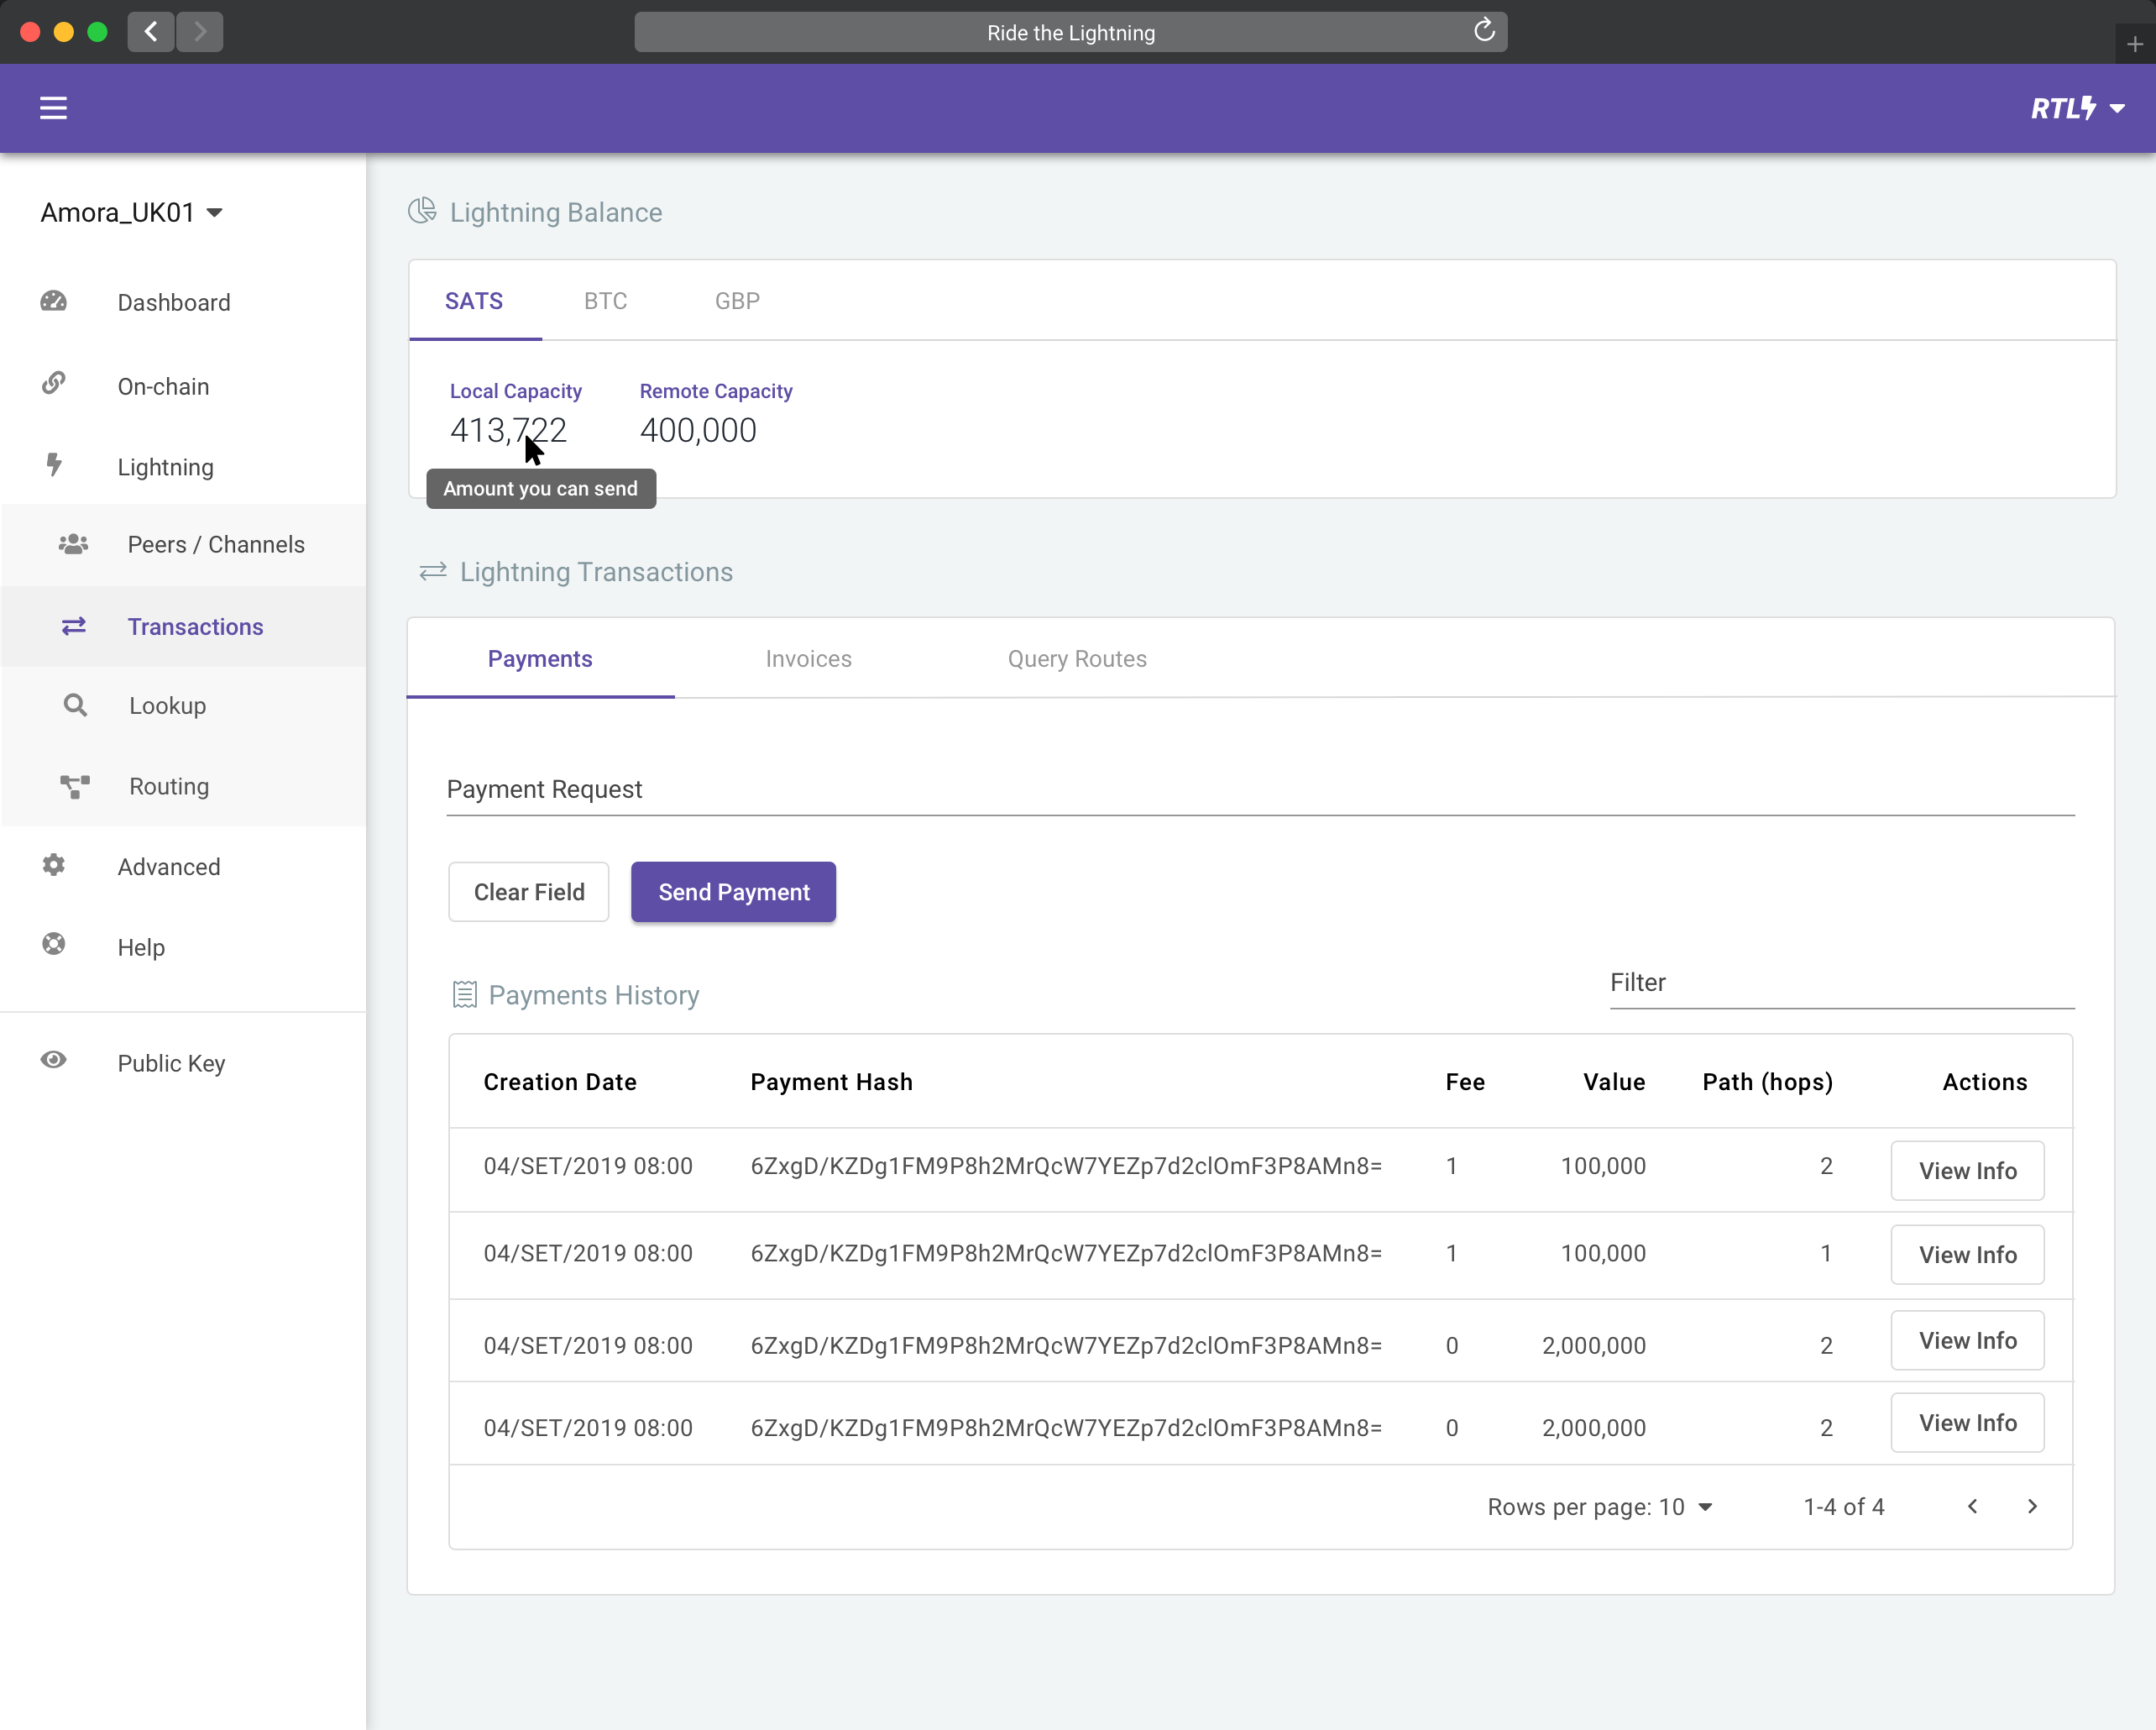 Ride the Lightning
RTL
Amora_UK01
Dashboard
On-chain
Lightning
Peers / Channels
Transactions
Lookup
Routing
Advanced
Help
Public Key
Lightning Balance
SATS BTC GBP
Local Capacity Remote Capacity
413,722 400,000
Amount you can send
Lightning Transactions
Payments Invoices Query Routes
Payment Request
Clear Field Send Payment
Payments History Filter
Creation Date Payment Hash Fee Value Path (hops) Actions
04/SET/2019 08:00 6ZxgD/KZDg1FM9P8h2MrQcW7YEZp7d2clOmF3P8AMn8= 1 100,000 2 View Info
04/SET/2019 08:00 6ZxgD/KZDg1FM9P8h2MrQcW7YEZp7d2clOmF3P8AMn8= 1 100,000 1 View Info
04/SET/2019 08:00 6ZxgD/KZDg1FM9P8h2MrQcW7YEZp7d2clOmF3P8AMn8= 0 2,000,000 2 View Info
04/SET/2019 08:00 6ZxgD/KZDg1FM9P8h2MrQcW7YEZp7d2clOmF3P8AMn8= 0 2,000,000 2 View Info
Rows per page: 10 1-4 of 4